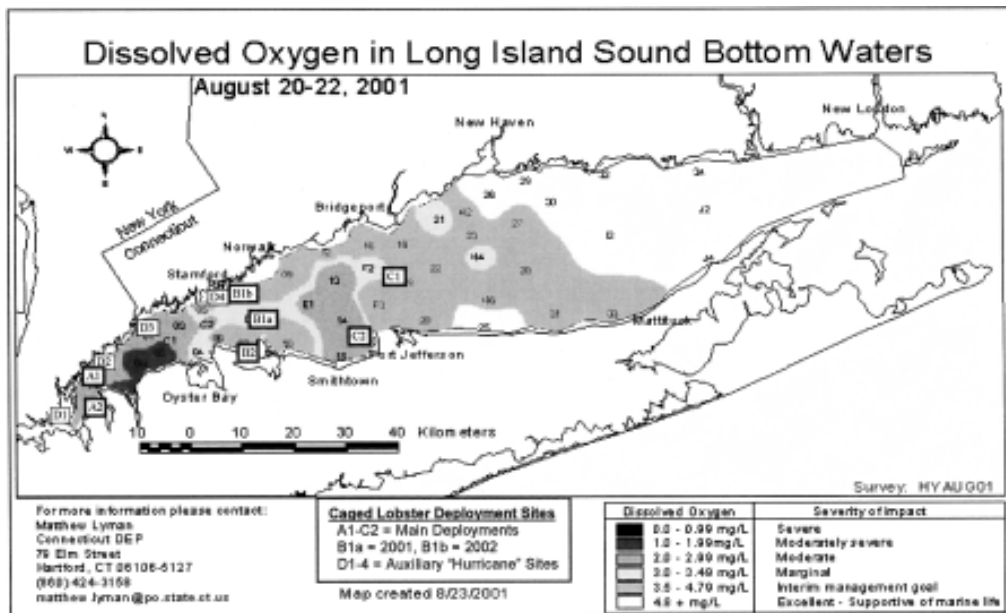 Dissolved Oxygen in Long Island Sound Bottom Waters
August 20-22, 2001
New London
New Haven
Bridgeport
New York
Connecticut
Norwalk
Stamford
C1
D4
B1b
B1a
D3
C2
B2
D2
A1
A2
D1
Mattituck
Port Jefferson
Smithtown
Oyster Bay
10 0 10 20 30 40 Kilometers
Survey: HYAUG01
For more information please contact:
Matthew Lyman
Connecticut DEP
79 Elm Street
Hartford, CT 06106-5127
(860) 424-3158
matthew.lyman@po.state.ct.us
Caged Lobster Deployment Sites
A1-C2 = Main Deployments
B1a = 2001, B1b = 2002
D1-4 = Auxiliary "Hurricane" Sites
Map created 8/23/2001
Dissolved Oxygen Severity of Impact
0.0 - 0.99 mg/L Severe
1.0 - 1.99 mg/L Moderately severe
2.0 - 2.99 mg/L Moderate
3.0 - 3.49 mg/L Marginal
3.5 - 4.79 mg/L Interim management goal
4.8 + mg/L Excellent - Supportive of marine life